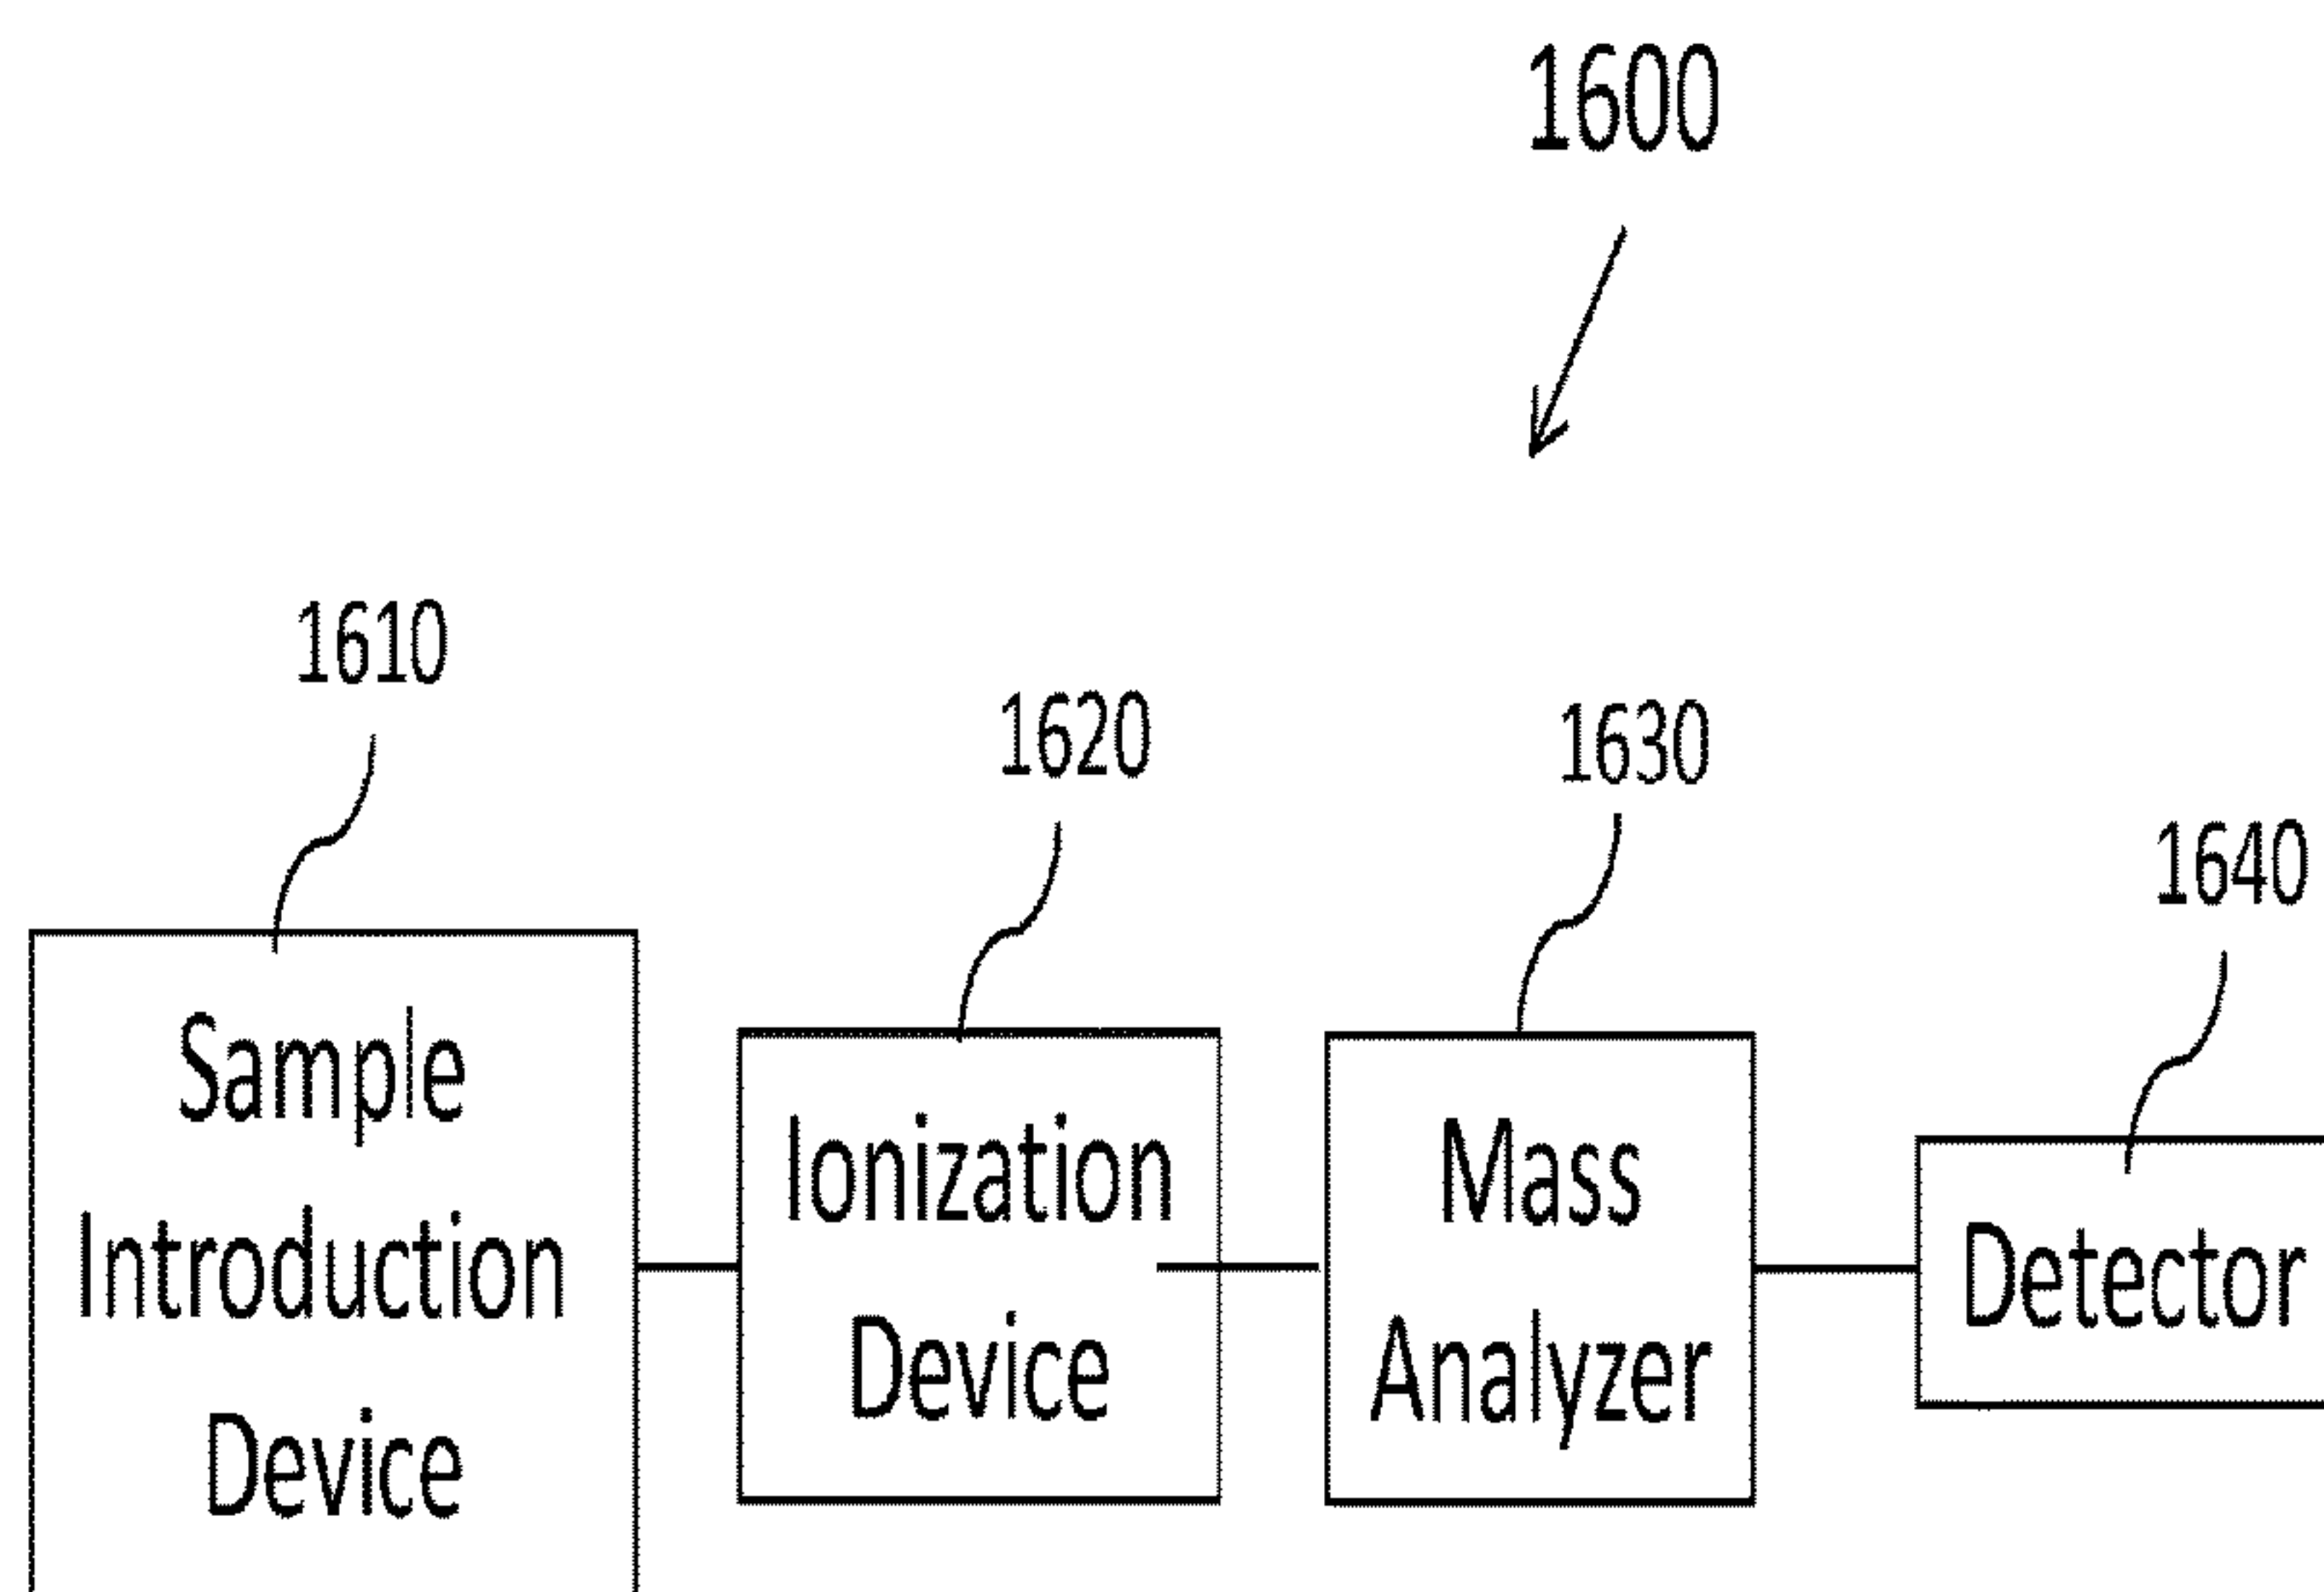 1600
1610
1620
1630
1640
Sample
Introduction
Device
Ionization
Device
Mass
Analyzer
Detector